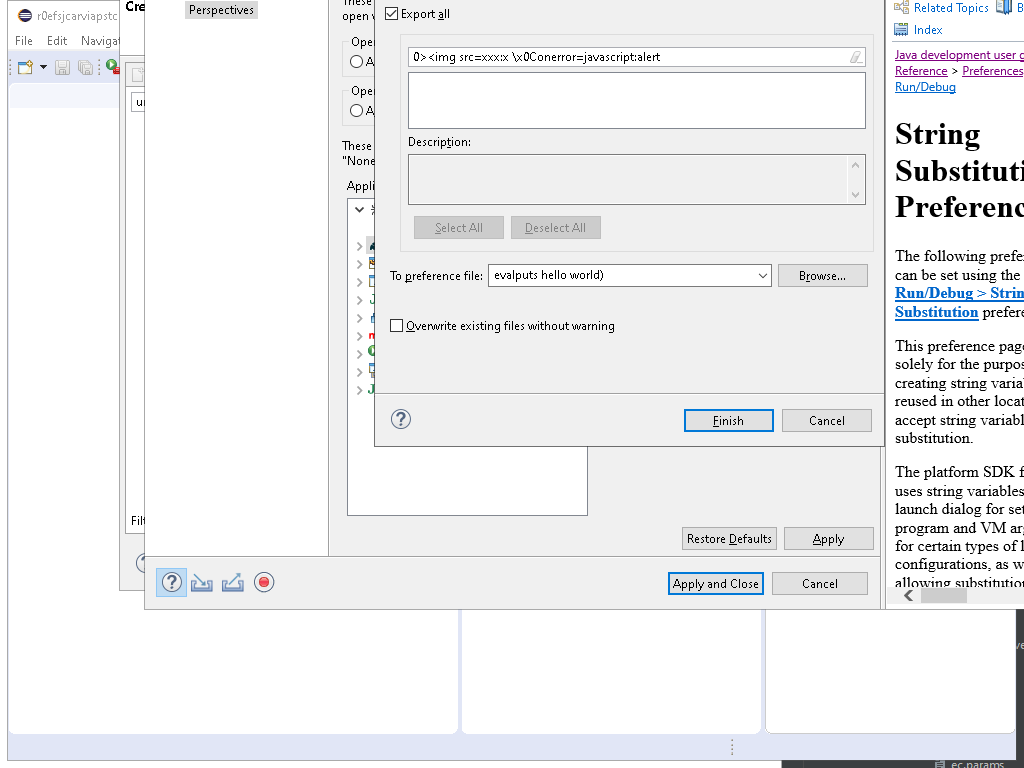 r0efsjcarviapstc
File Edit Navigat
Cre
Perspectives
These
open v
Oper
A
Oper
A
These
"None
Appli
Filt
Export all
0><img src=xxx:x \x0Conerror=javascript:alert
Description:
Select All Deselect All
To preference file: evalputs hello world) Browse...
Overwrite existing files without warning
Finish Cancel
Restore Defaults Apply
Apply and Close Cancel
Related Topics B
Index
Java development user g
Reference > Preferences
Run/Debug
String
Substituti
Preferenc
The following prefer
can be set using the
Run/Debug > Strin
Substitution prefere
This preference page
solely for the purpos
creating string varia
reused in other locat
accept string variabl
substitution.
The platform SDK f
uses string variables
launch dialog for set
program and VM arg
for certain types of l
configurations, as w
allowing substitution
ec.params